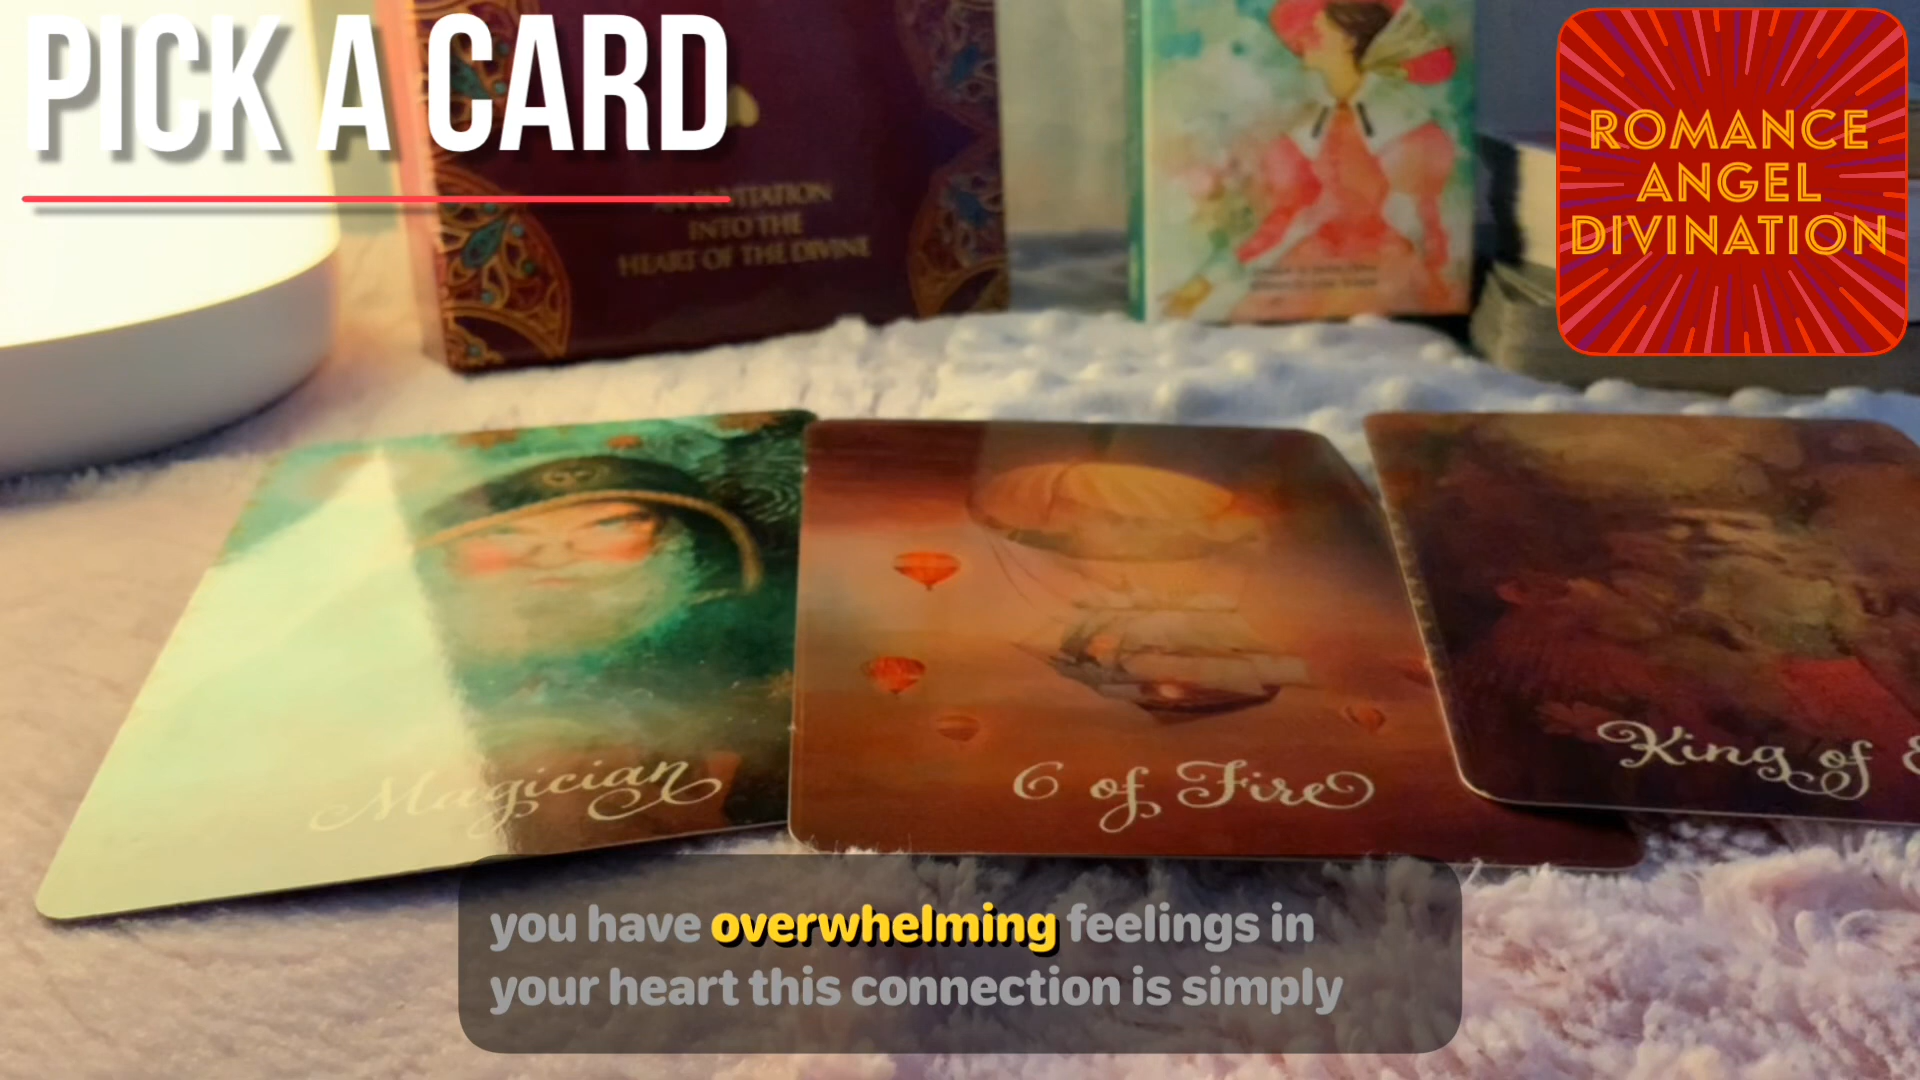 PICK A CARD
ROMANCE
ANGEL
DIVINATION
INTO THE
HEART OF THE DIVINE
Magician
6 of Fire
King of
you have overwhelming feelings in
your heart this connection is simply